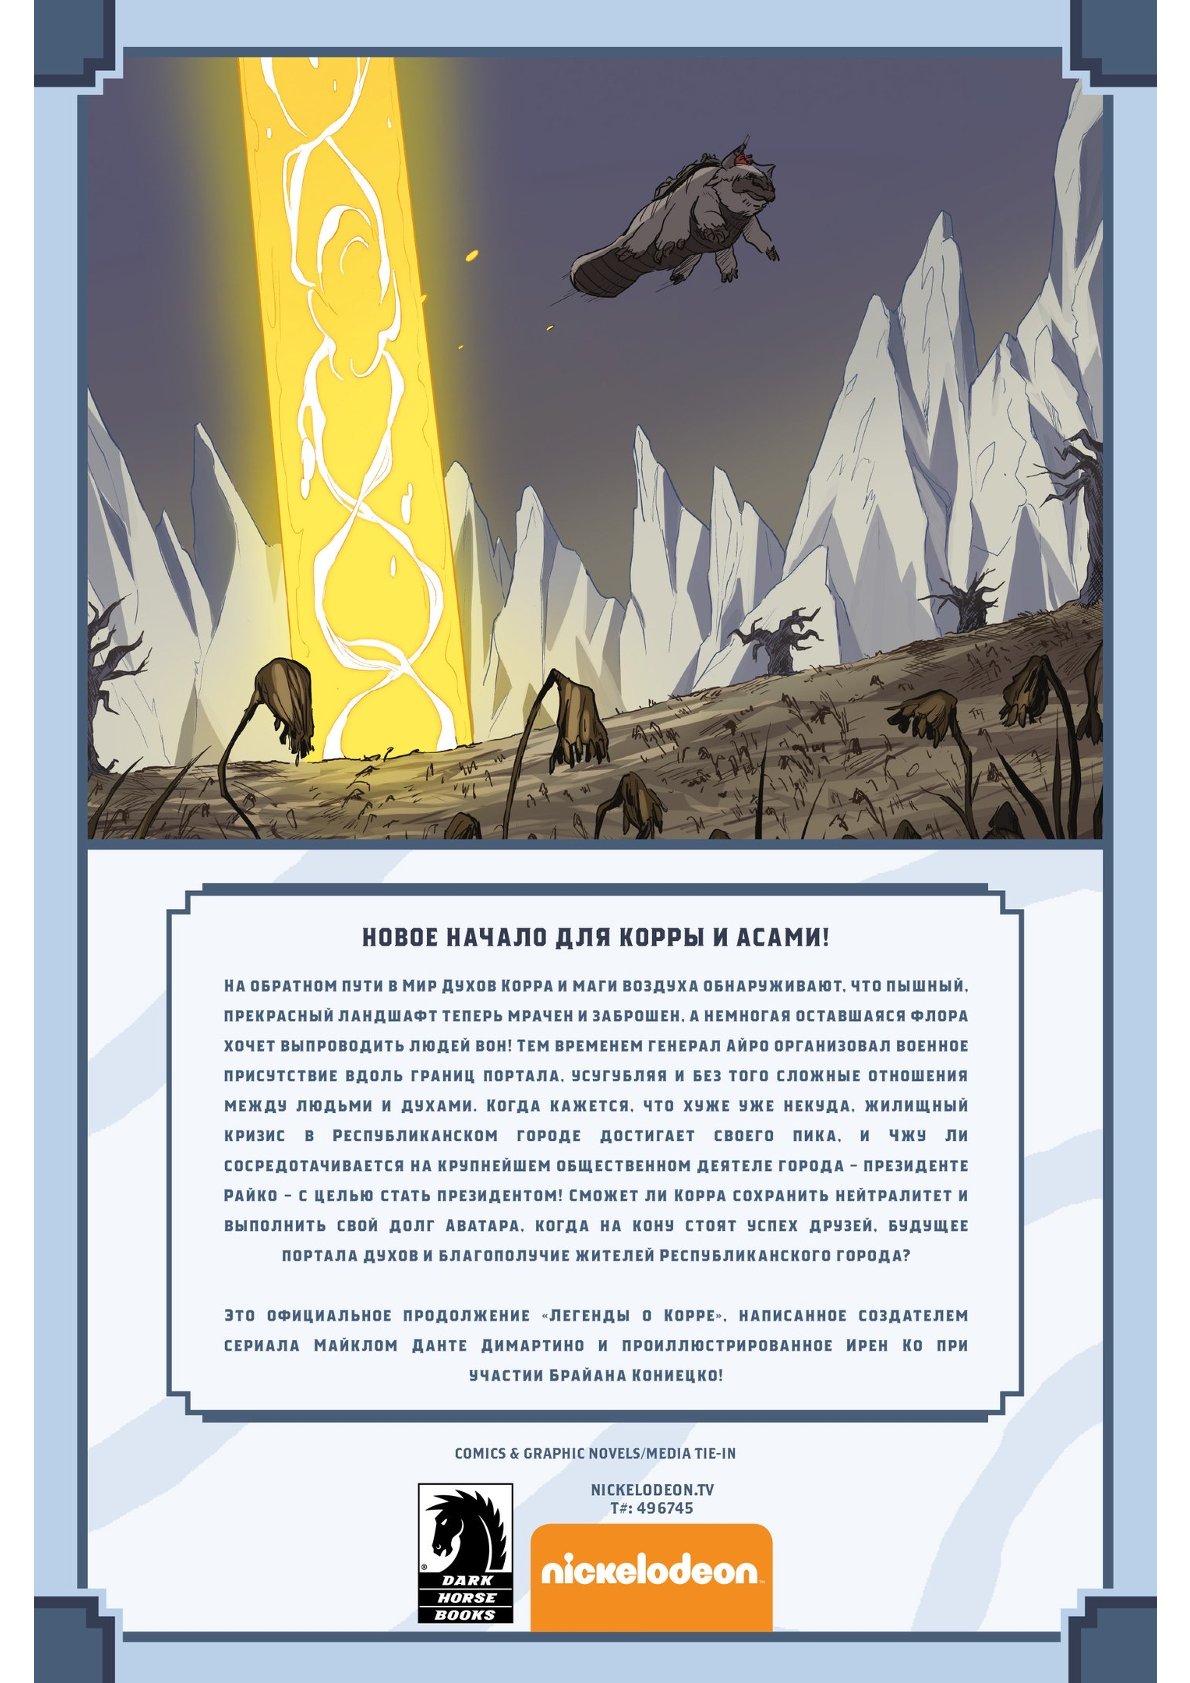 НОВОЕ НАЧАЛО ДЛЯ КОРРЫ И АСАМИ!
НА ОБРАТНОМ ПУТИ В МИР ДУХОВ КОРРА И МАГИ ВОЗДУХА ОБНАРУЖИВАЮТ, ЧТО ПЫШНЫЙ,
ПРЕКРАСНЫЙ ЛАНДШАФТ ТЕПЕРЬ МРАЧЕН И ЗАБРОШЕН, А НЕМНОГАЯ ОСТАВШАЯСЯ ФЛОРА
ХОЧЕТ ВЫПРОВОДИТЬ ЛЮДЕЙ ВОН! ТЕМ ВРЕМЕНЕМ ГЕНЕРАЛ АЙРО ОРГАНИЗОВАЛ ВОЕННОЕ
ПРИСУТСТВИЕ ВДОЛЬ ГРАНИЦ ПОРТАЛА, УСУГУБЛЯЯ И БЕЗ ТОГО СЛОЖНЫЕ ОТНОШЕНИЯ
МЕЖДУ ЛЮДЬМИ И ДУХАМИ. КОГДА КАЖЕТСЯ, ЧТО ХУЖЕ УЖЕ НЕКУДА, ЖИЛИЩНЫЙ
КРИЗИС В РЕСПУБЛИКАНСКОМ ГОРОДЕ ДОСТИГАЕТ СВОЕГО ПИКА, И ЧЖУ ЛИ
СОСРЕДОТАЧИВАЕТСЯ НА КРУПНЕЙШЕМ ОБЩЕСТВЕННОМ ДЕЯТЕЛЕ ГОРОДА – ПРЕЗИДЕНТЕ
РАЙКО – С ЦЕЛЬЮ СТАТЬ ПРЕЗИДЕНТОМ! СМОЖЕТ ЛИ КОРРА СОХРАНИТЬ НЕЙТРАЛИТЕТ И
ВЫПОЛНИТЬ СВОЙ ДОЛГ АВАТАРА, КОГДА НА КОНУ СТОЯТ УСПЕХ ДРУЗЕЙ, БУДУЩЕЕ
ПОРТАЛА ДУХОВ И БЛАГОПОЛУЧИЕ ЖИТЕЛЕЙ РЕСПУБЛИКАНСКОГО ГОРОДА?
ЭТО ОФИЦИАЛЬНОЕ ПРОДОЛЖЕНИЕ «ЛЕГЕНДЫ О КОРРЕ», НАПИСАННОЕ СОЗДАТЕЛЕМ
СЕРИАЛА МАЙКЛОМ ДАНТЕ ДИМАРТИНО И ПРОИЛЛЮСТРИРОВАННОЕ ИРЕН КО ПРИ
УЧАСТИИ БРАЙАНА КОНИЕЦКО!
COMICS & GRAPHIC NOVELS/MEDIA TIE-IN
NICKELODEON.TV
T#: 496745
nickelodeon™
®
DARK
HORSE
BOOKS